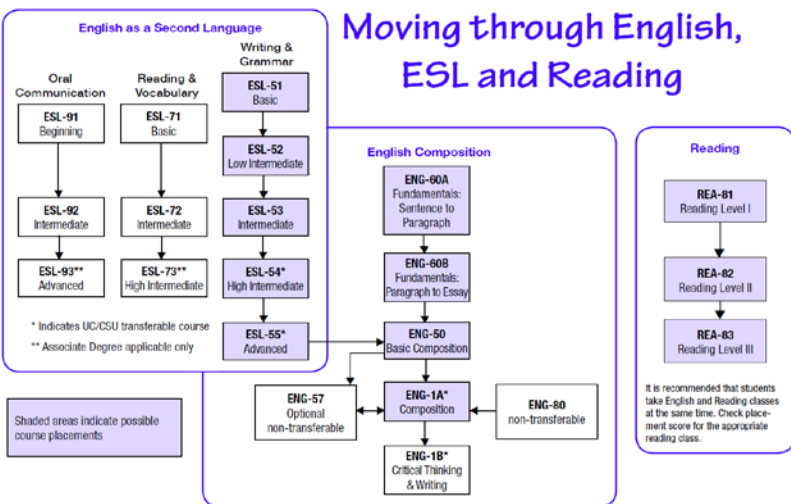 Moving through English,
ESL and Reading
English as a Second Language
Oral
Communication
ESL-91
Beginning
ESL-92
Intermediate
ESL-93**
Advanced
Reading &
Vocabulary
ESL-71
Basic
ESL-72
Intermediate
ESL-73**
High Intermediate
Writing &
Grammar
ESL-51
Basic
ESL-52
Low Intermediate
ESL-53
Intermediate
ESL-54*
High Intermediate
ESL-55*
Advanced
* Indicates UC/CSU transferable course
** Associate Degree applicable only
Shaded areas indicate possible
course placements
English Composition
ENG-60A
Fundamentals:
Sentence to
Paragraph
ENG-60B
Fundamentals:
Paragraph to Essay
ENG-50
Basic Composition
ENG-57
Optional
non-transferable
ENG-1A*
Composition
ENG-80
non-transferable
ENG-1B*
Critical Thinking
& Writing
Reading
REA-81
Reading Level I
REA-82
Reading Level II
REA-83
Reading Level III
It is recommended that students
take English and Reading classes
at the same time. Check place-
ment score for the appropriate
reading class.